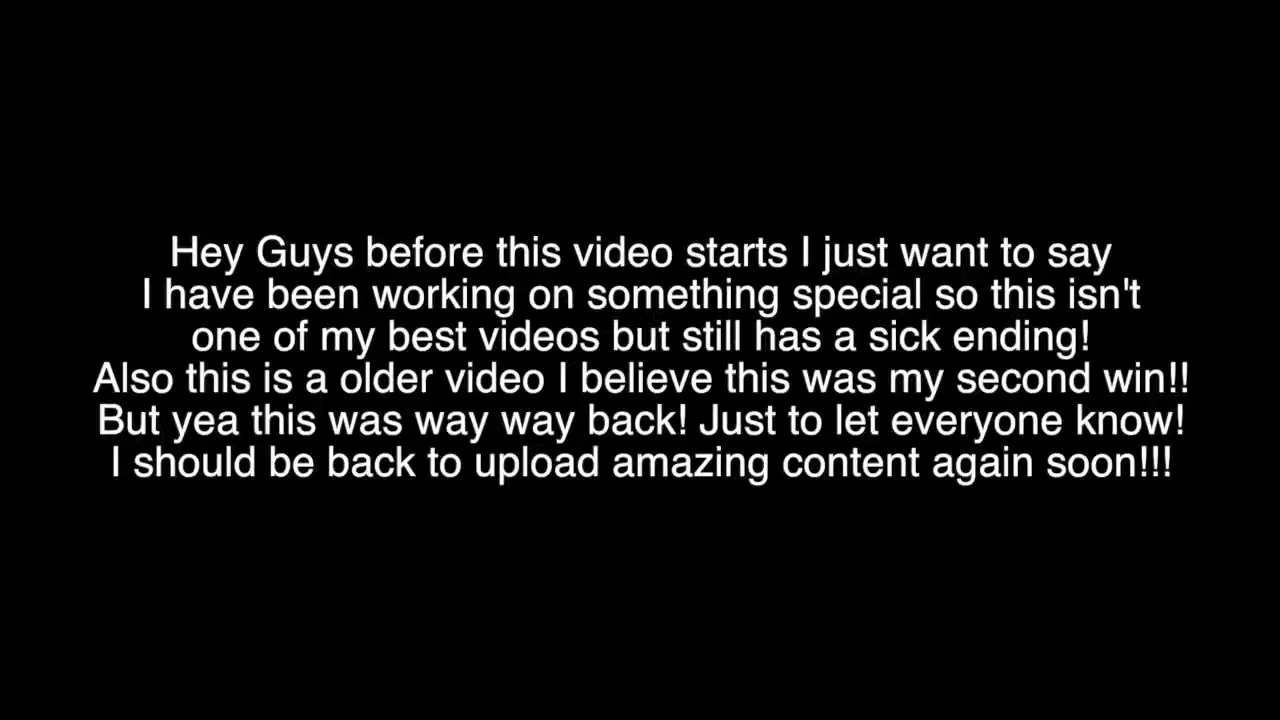 Hey Guys before this video starts I just want to say
I have been working on something special so this isn't
one of my best videos but still has a sick ending!
Also this is a older video I believe this was my second win!!
But yea this was way way back! Just to let everyone know!
I should be back to upload amazing content again soon!!!